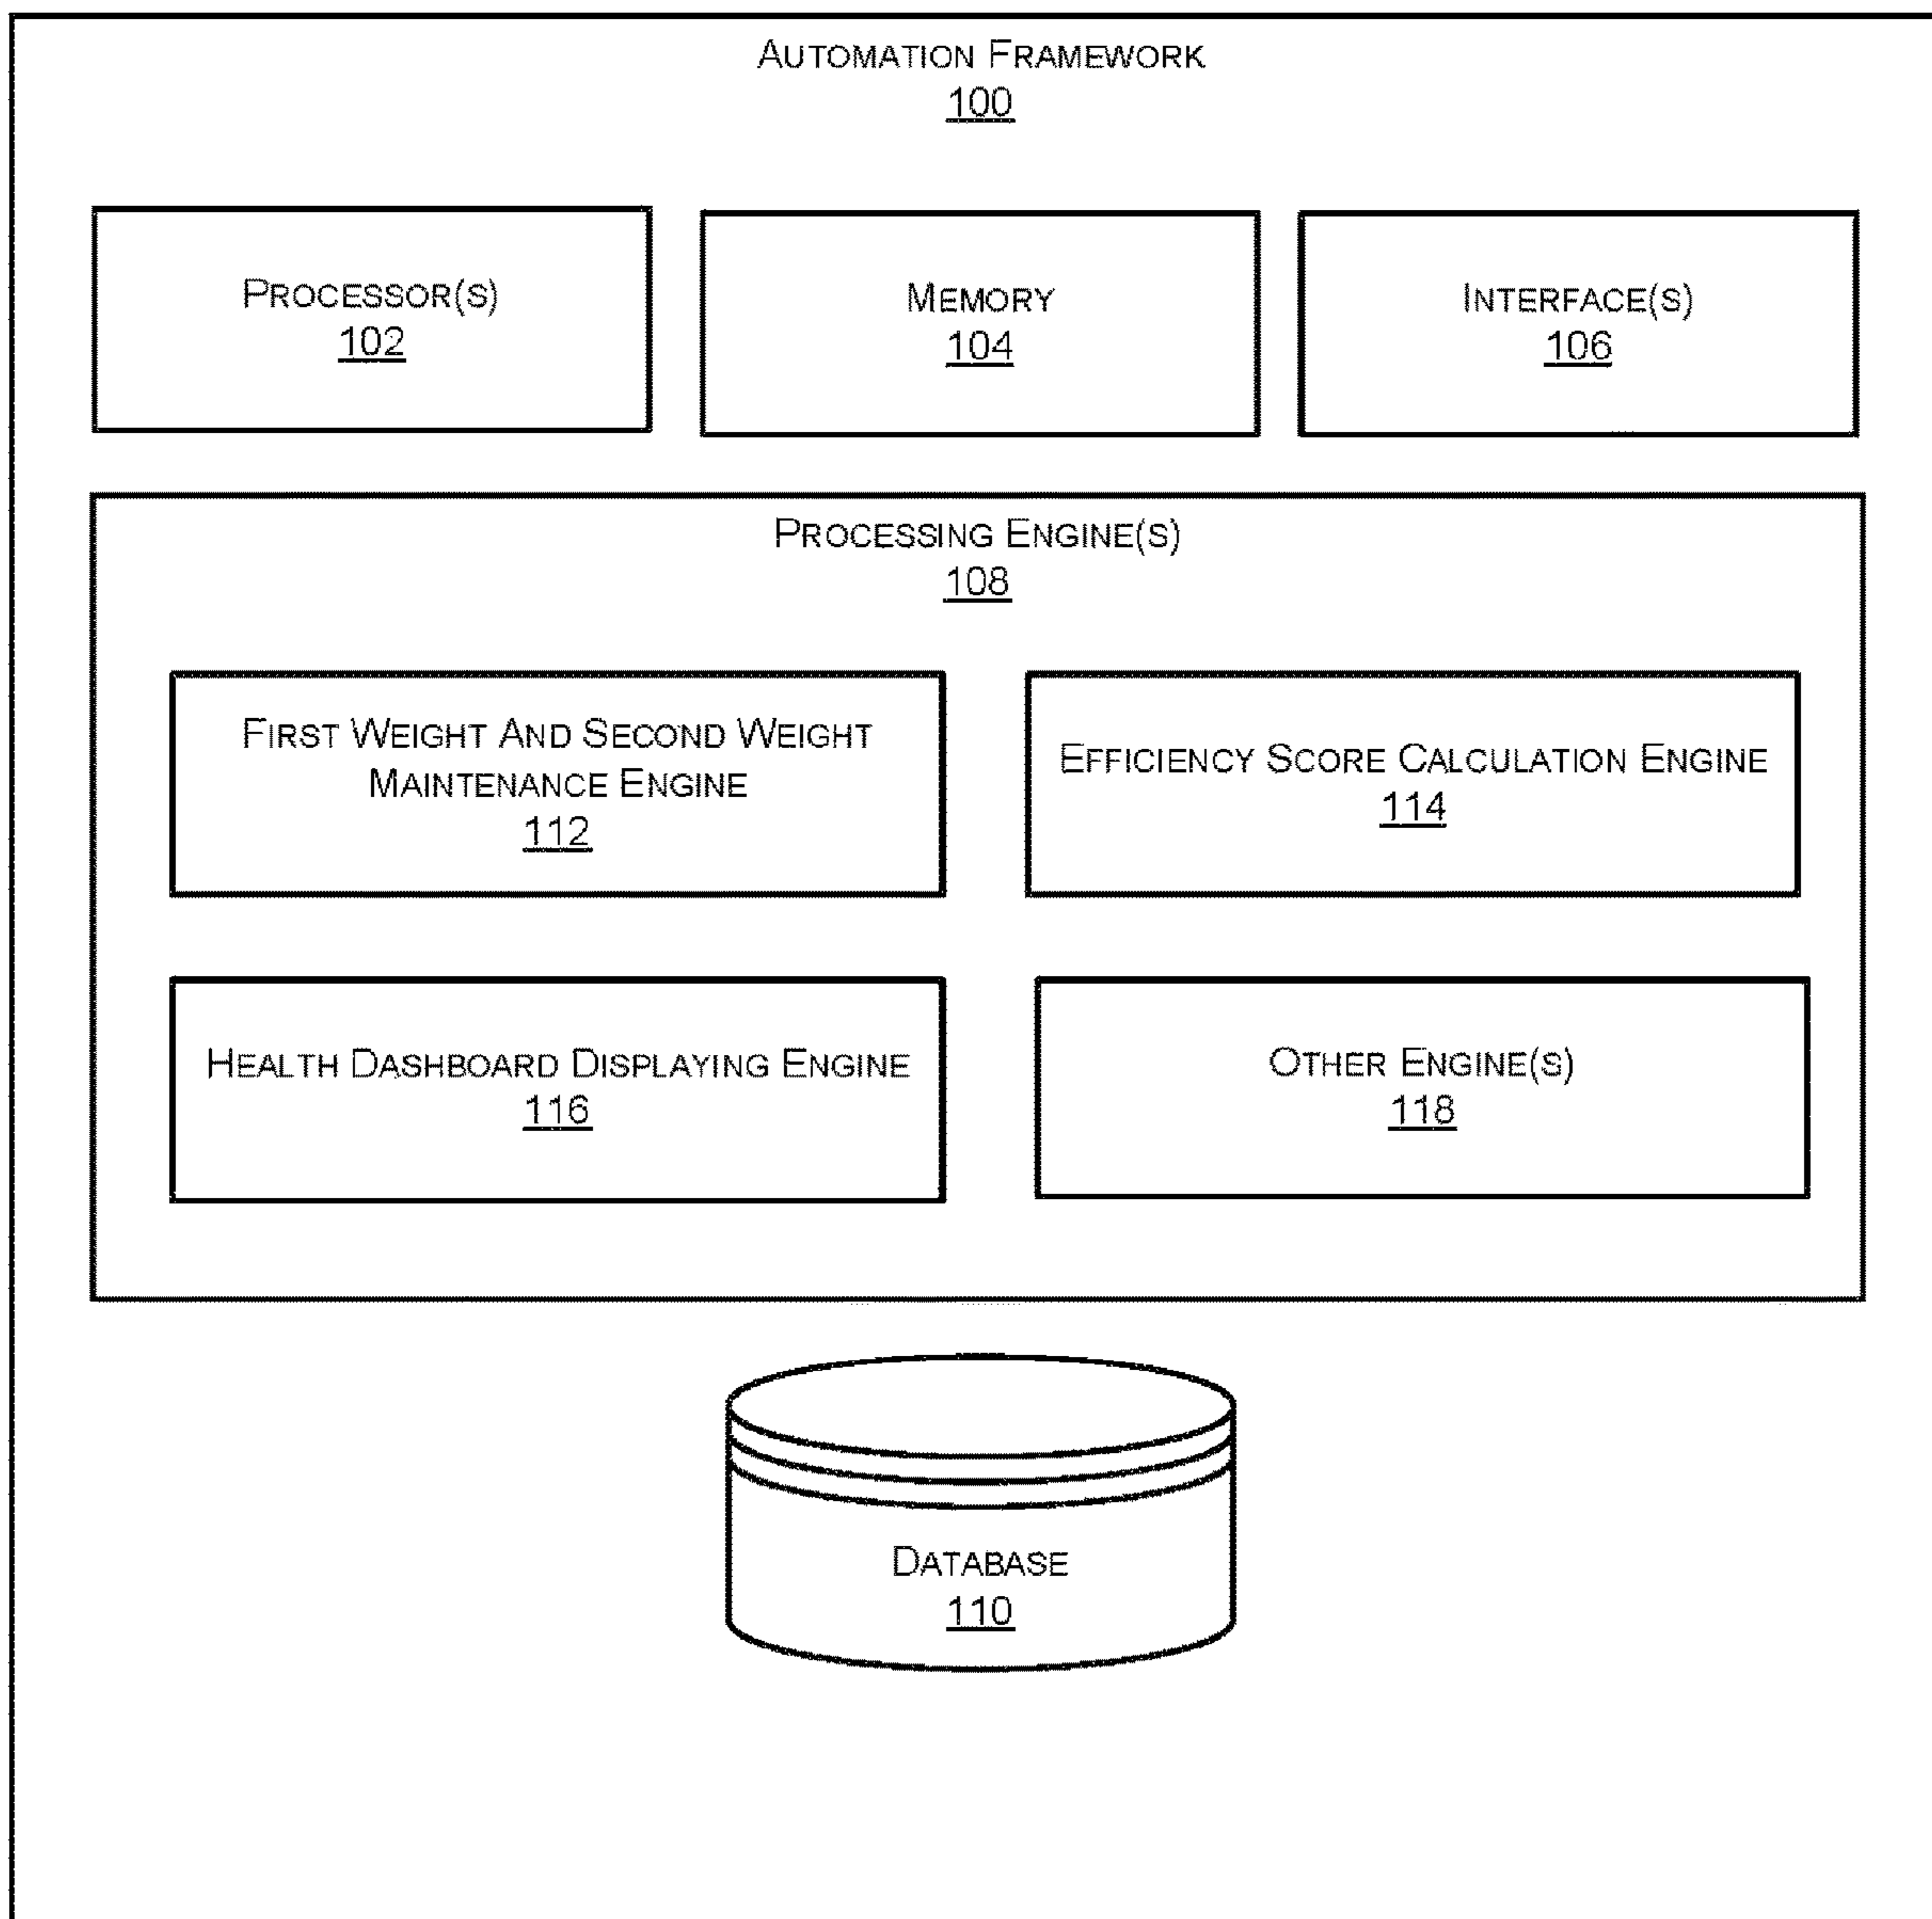 AUTOMATION FRAMEWORK
100
PROCESSOR(S)
102
MEMORY
104
INTERFACE(S)
106
PROCESSING ENGINE(S)
108
FIRST WEIGHT AND SECOND WEIGHT
MAINTENANCE ENGINE
112
EFFICIENCY SCORE CALCULATION ENGINE
114
HEALTH DASHBOARD DISPLAYING ENGINE
116
OTHER ENGINE(S)
118
DATABASE
110